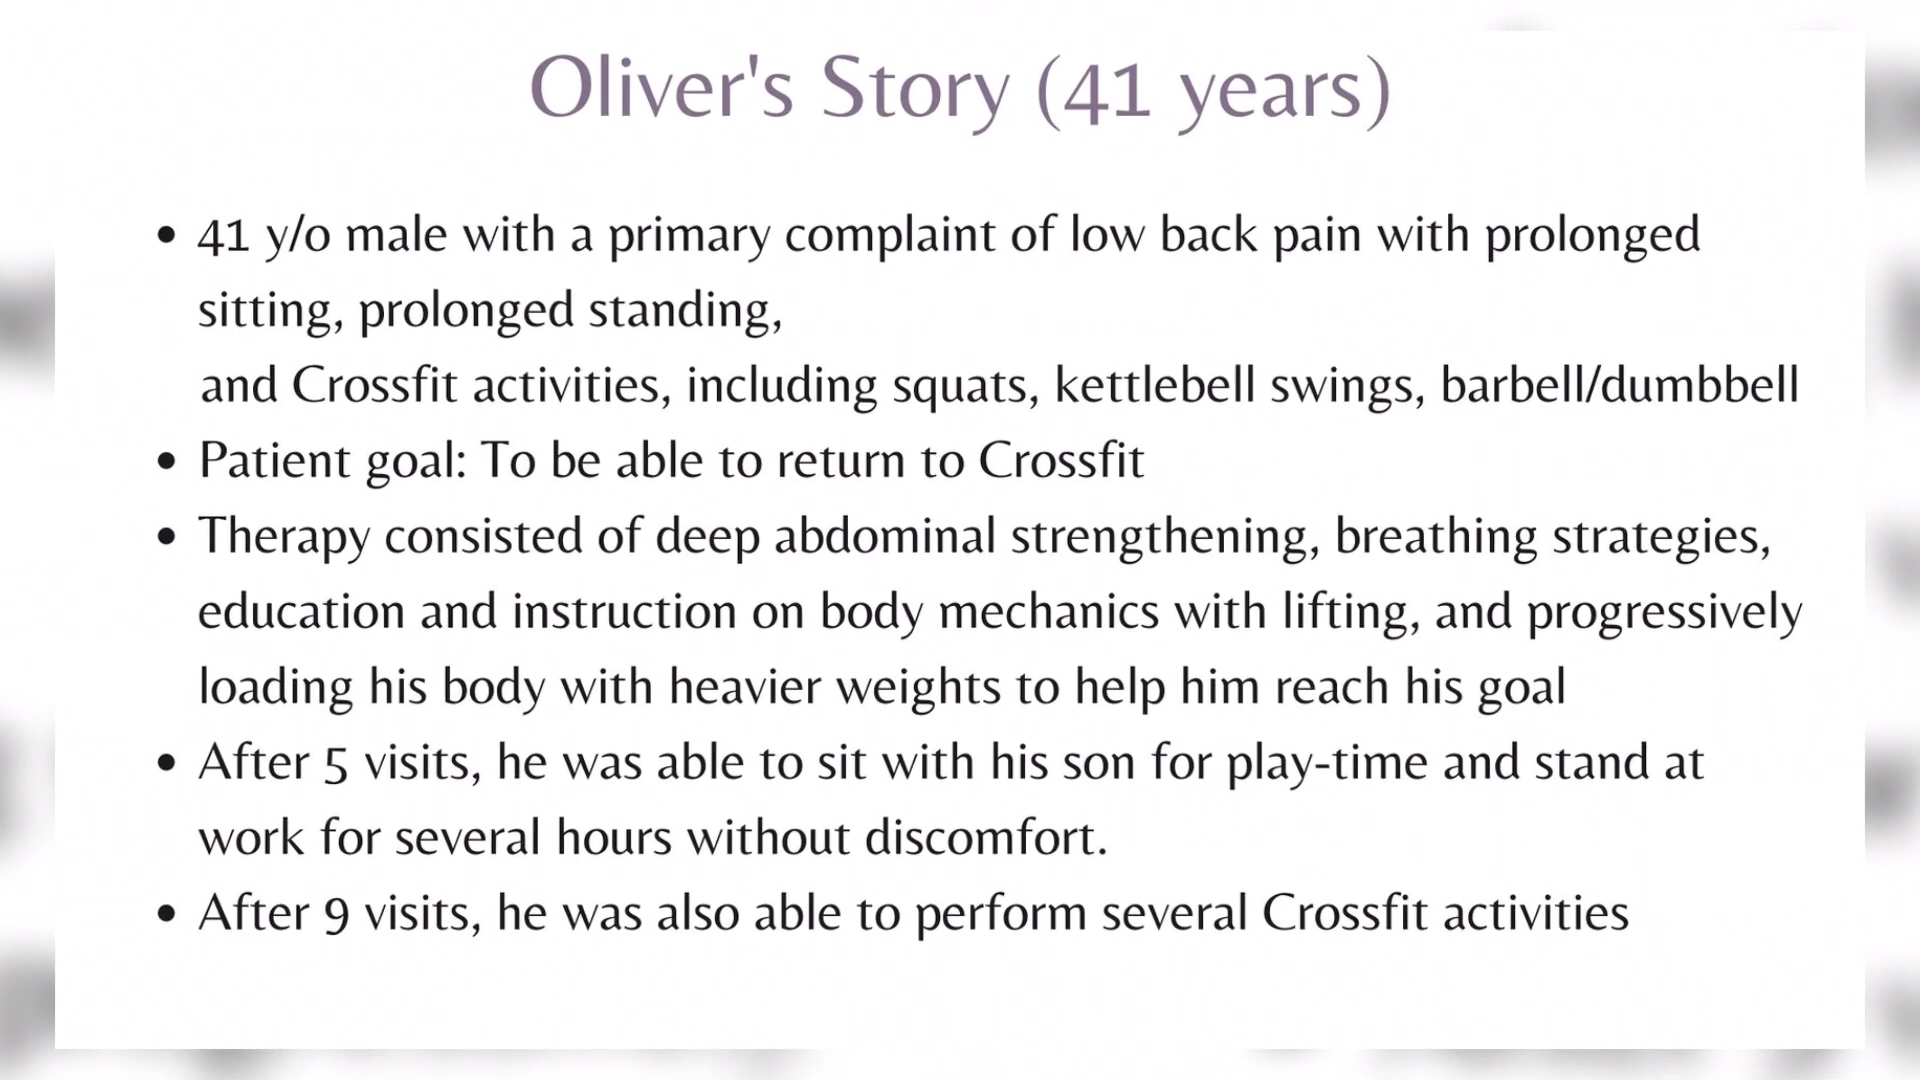 Oliver's Story (41 years)
• 41 y/o male with a primary complaint of low back pain with prolonged
sitting, prolonged standing,
and Crossfit activities, including squats, kettlebell swings, barbell/dumbbbell
• Patient goal: To be able to return to Crossfit
• Therapy consisted of deep abdominal strengthening, breathing strategies,
education and instruction on body mechanics with lifting, and progressively
loading his body with heavier weights to help him reach his goal
• After 5 visits, he was able to sit with his son for play-time and stand at
work for several hours without discomfort.
• After 9 visits, he was also able to perform several Crossfit activities